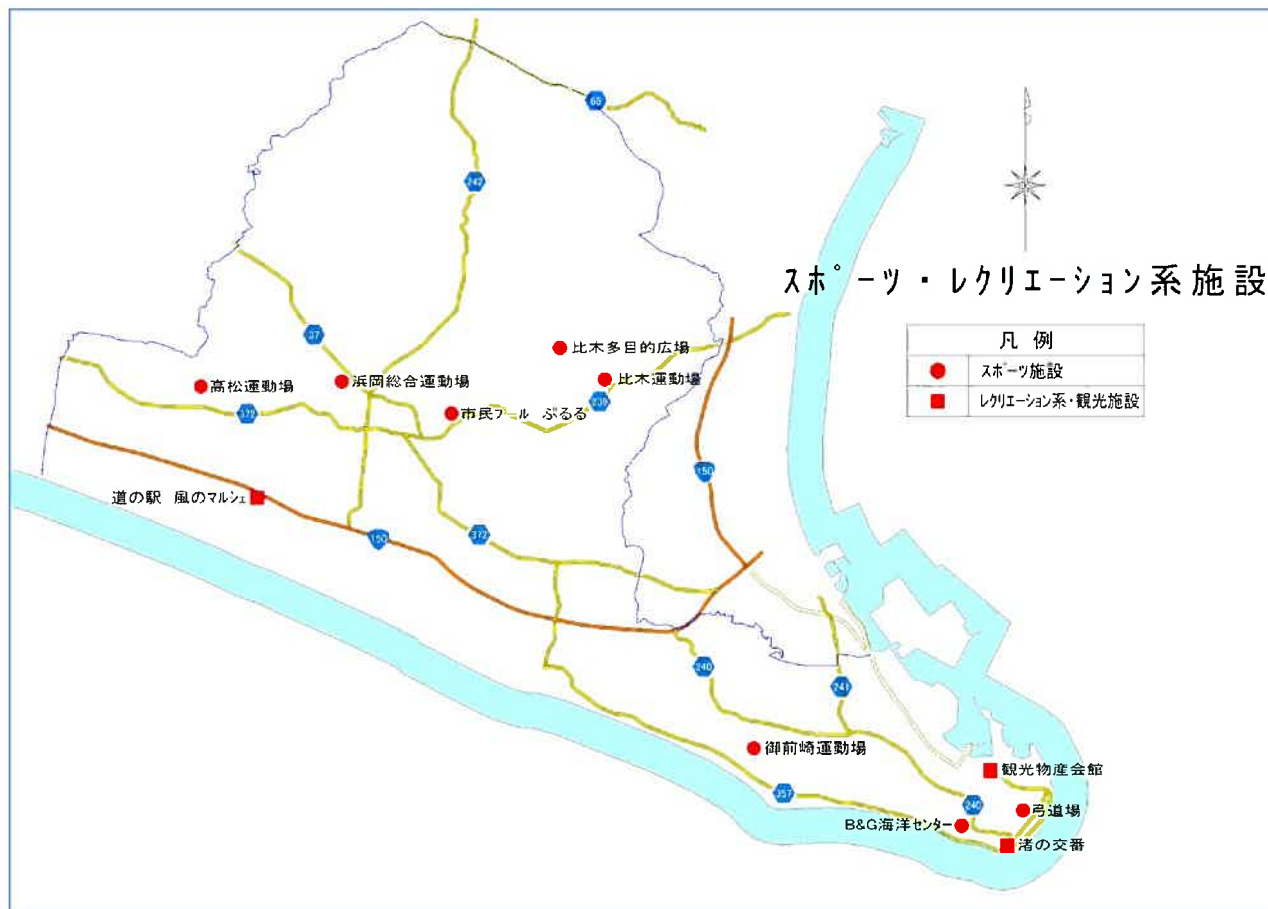 69
242
スポーツ・レクリエーション系施設
凡例
スポーツ施設
レクリエーション系・観光施設
37
比木多目的広場
高松運動場
浜岡総合運動場
比木運動場
239
市民プール ぷるる
372
150
道の駅 風のマルシェ
150
372
240
241
御前崎運動場
観光物産会館
357
240
弓道場
B&G海洋センター
渚の交番